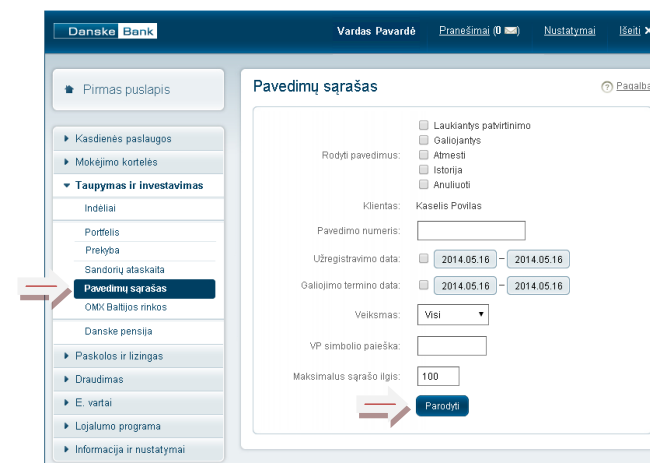 Danske Bank
Vardas Pavardė Pranešimai (0 ) Nustatymai Išeiti ×
Pirmas puslapis
Kasdienės paslaugos
Mokėjimo kortelės
Taupymas ir investavimas
Indėliai
Portfelis
Prekyba
Sandorių ataskaita
Pavedimų sąrašas
OMX Baltijos rinkos
Danske pensija
Paskolos ir lizingas
Draudimas
E. vartai
Lojalumo programa
Informacija ir nustatymai
Pavedimų sąrašas
Pagalba
Rodyti pavedimus:
Laukiantys patvirtinimo
Galiojantys
Atmesti
Istorija
Anuliuoti
Klientas: Kaselis Povilas
Pavedimo numeris:
Užregistravimo data: 2014.05.16 – 2014.05.16
Galiojimo termino data: 2014.05.16 – 2014.05.16
Veiksmas: Visi
VP simbolio paieška:
Maksimalus sąrašo ilgis: 100
Parodyti